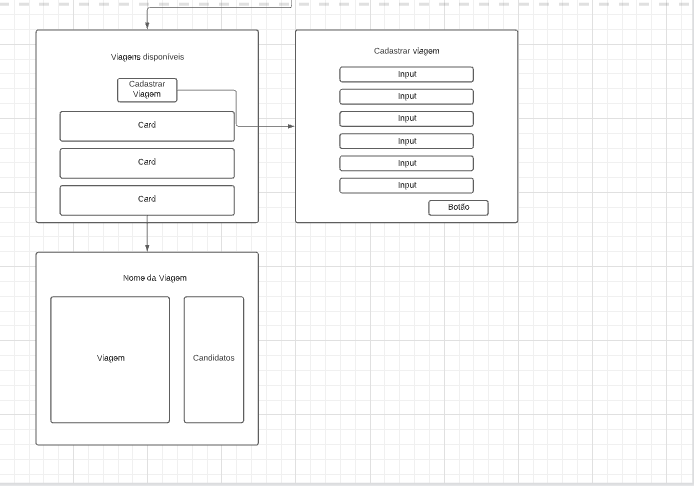 Viagens disponíveis
Cadastrar
Viagem
Card
Card
Card
Cadastrar viagem
Input
Input
Input
Input
Input
Input
Botão
Nome da Viagem
Viagem
Candidatos